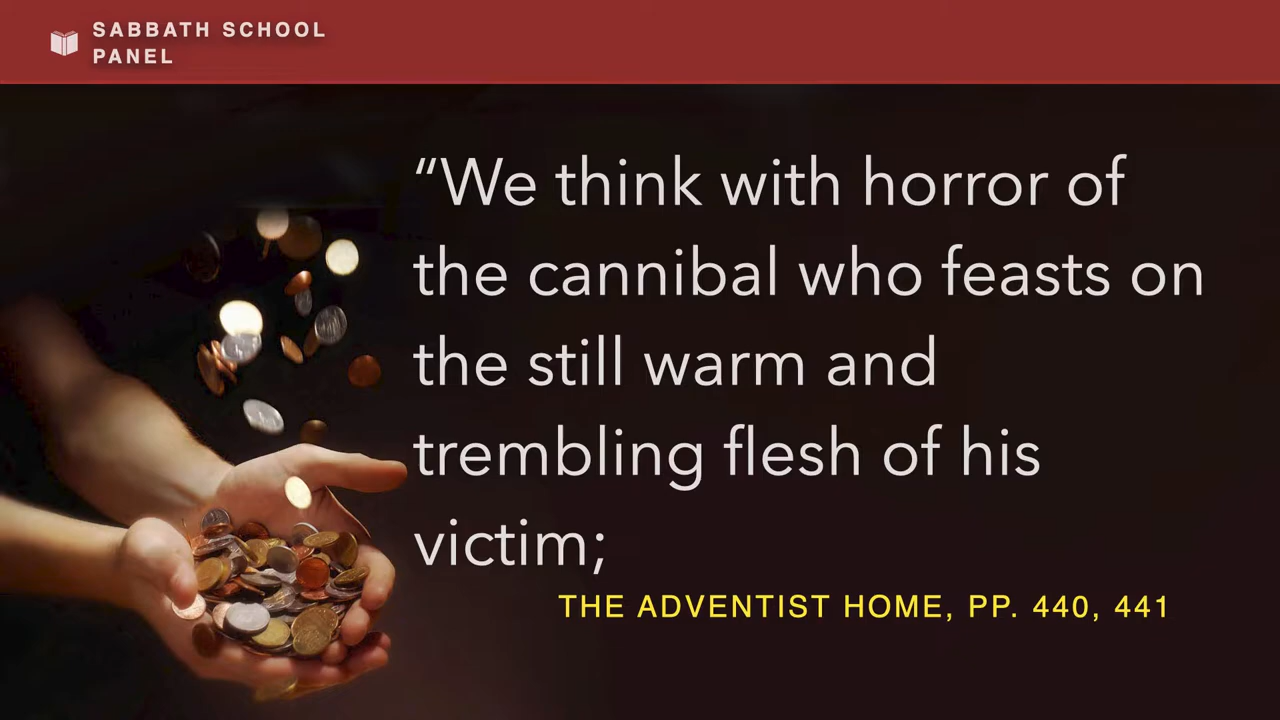 SABBATH SCHOOL
PANEL
“We think with horror of
the cannibal who feasts on
the still warm and
trembling flesh of his
victim;
THE ADVENTIST HOME, PP. 440, 441